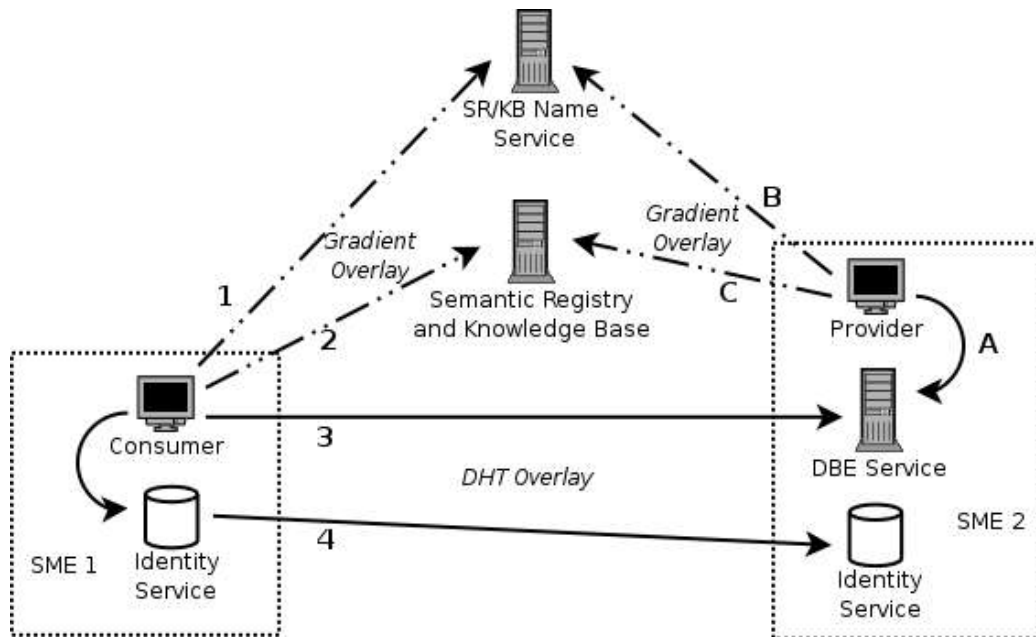 SR/KB Name
Service
B
Gradient
Overlay
Gradient
Overlay
1
C
Semantic Registry
and Knowledge Base
2
Provider
A
Consumer
3
DBE Service
DHT Overlay
4
SME 1
Identity
Service
SME 2
Identity
Service